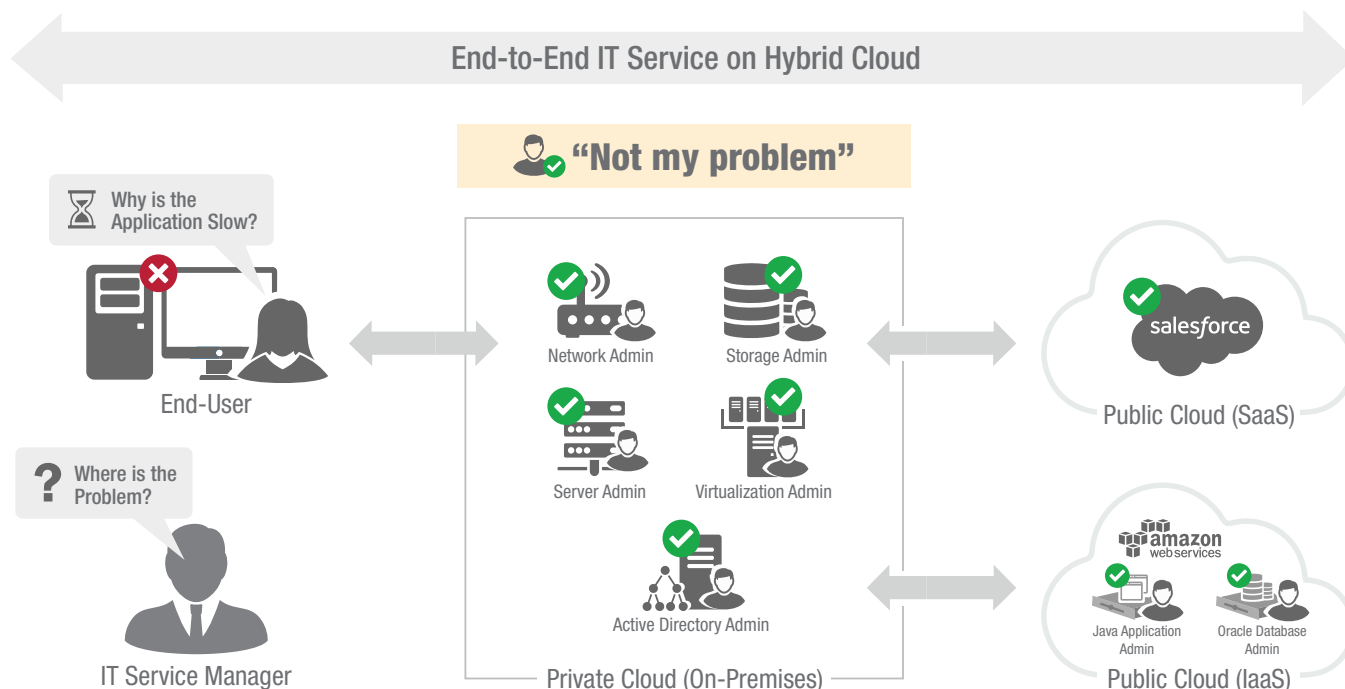 End-to-End IT Service on Hybrid Cloud
“Not my problem”
Why is the
Application Slow?
End-User
Where is the
Problem?
IT Service Manager
Network Admin
Storage Admin
Server Admin
Virtualization Admin
Active Directory Admin
Private Cloud (On-Premises)
salesforce
Public Cloud (SaaS)
amazon
webservices
Java Application
Admin
Oracle Database
Admin
Public Cloud (IaaS)